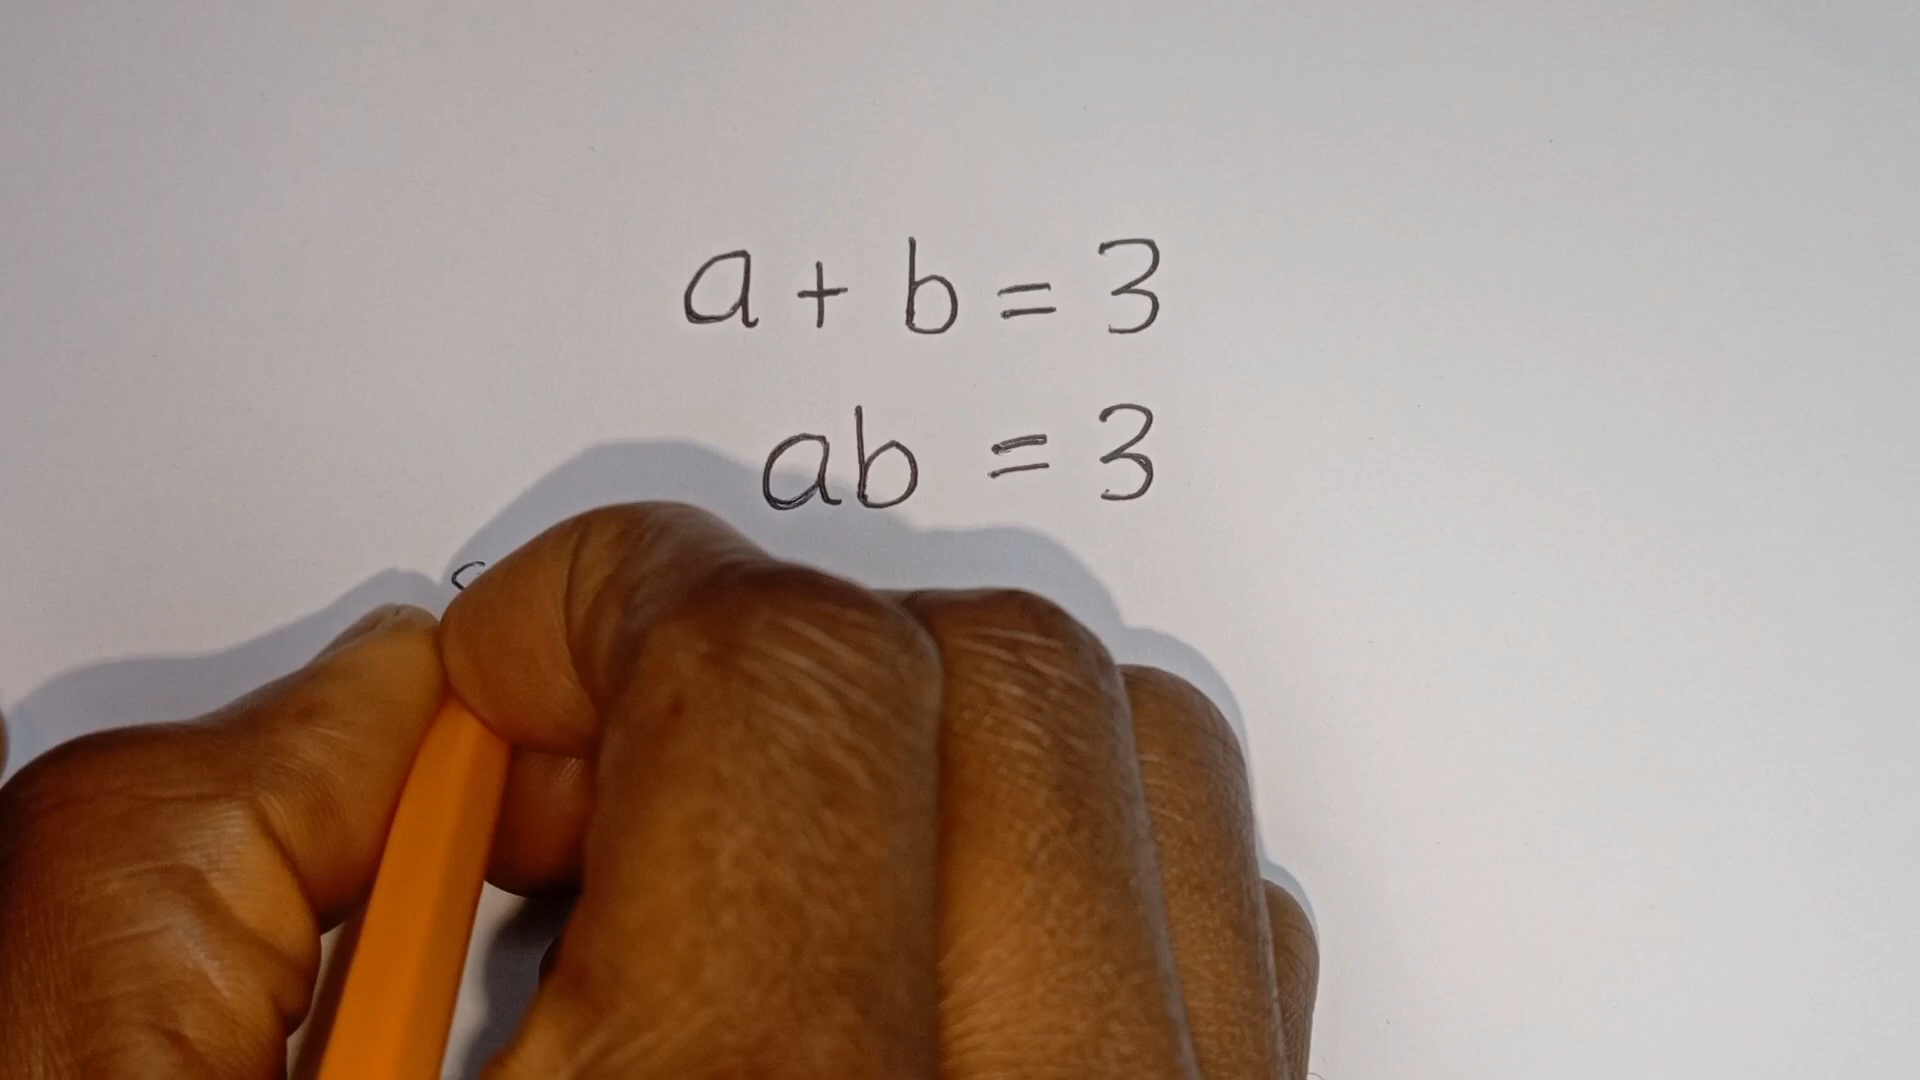 a + b = 3
ab = 3